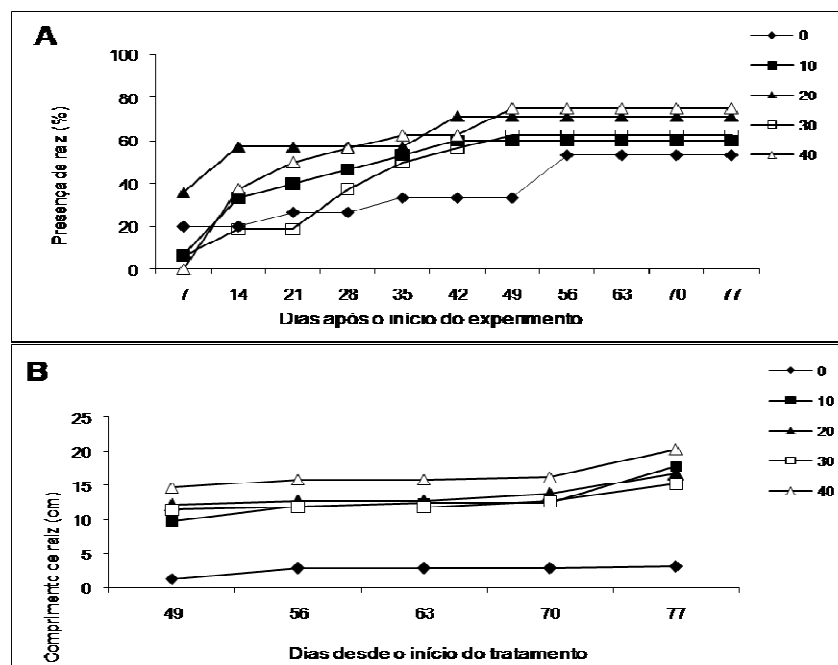 A
0
10
20
30
40
100
80
60
40
20
0
Presença de raiz (%)
7 14 21 28 35 42 49 56 63 70 77
Dias após o início do experimento
B
0
10
20
30
40
25
20
15
10
5
0
Comprimento de raiz (cm)
49 56 63 70 77
Dias desde o início do tratamento